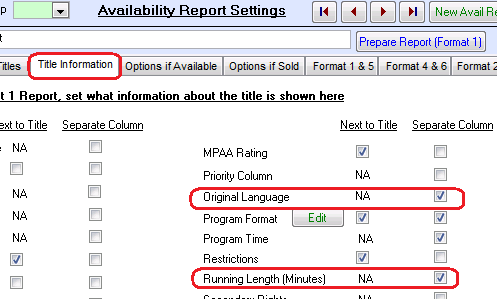 p Availability Report Settings New Avail Re
t Prepare Report (Format 1)
Titles Title Information Options if Available Options if Sold Format 1 & 5 Format 4 & 6 Format 2
t 1 Report, set what information about the title is shown here
ext to Title Separate Column Next to Title Separate Column
e NA MPAA Rating
Priority Column NA
NA Original Language NA
NA Program Format Edit
NA Program Time NA
Restrictions
NA Running Length (Minutes) NA